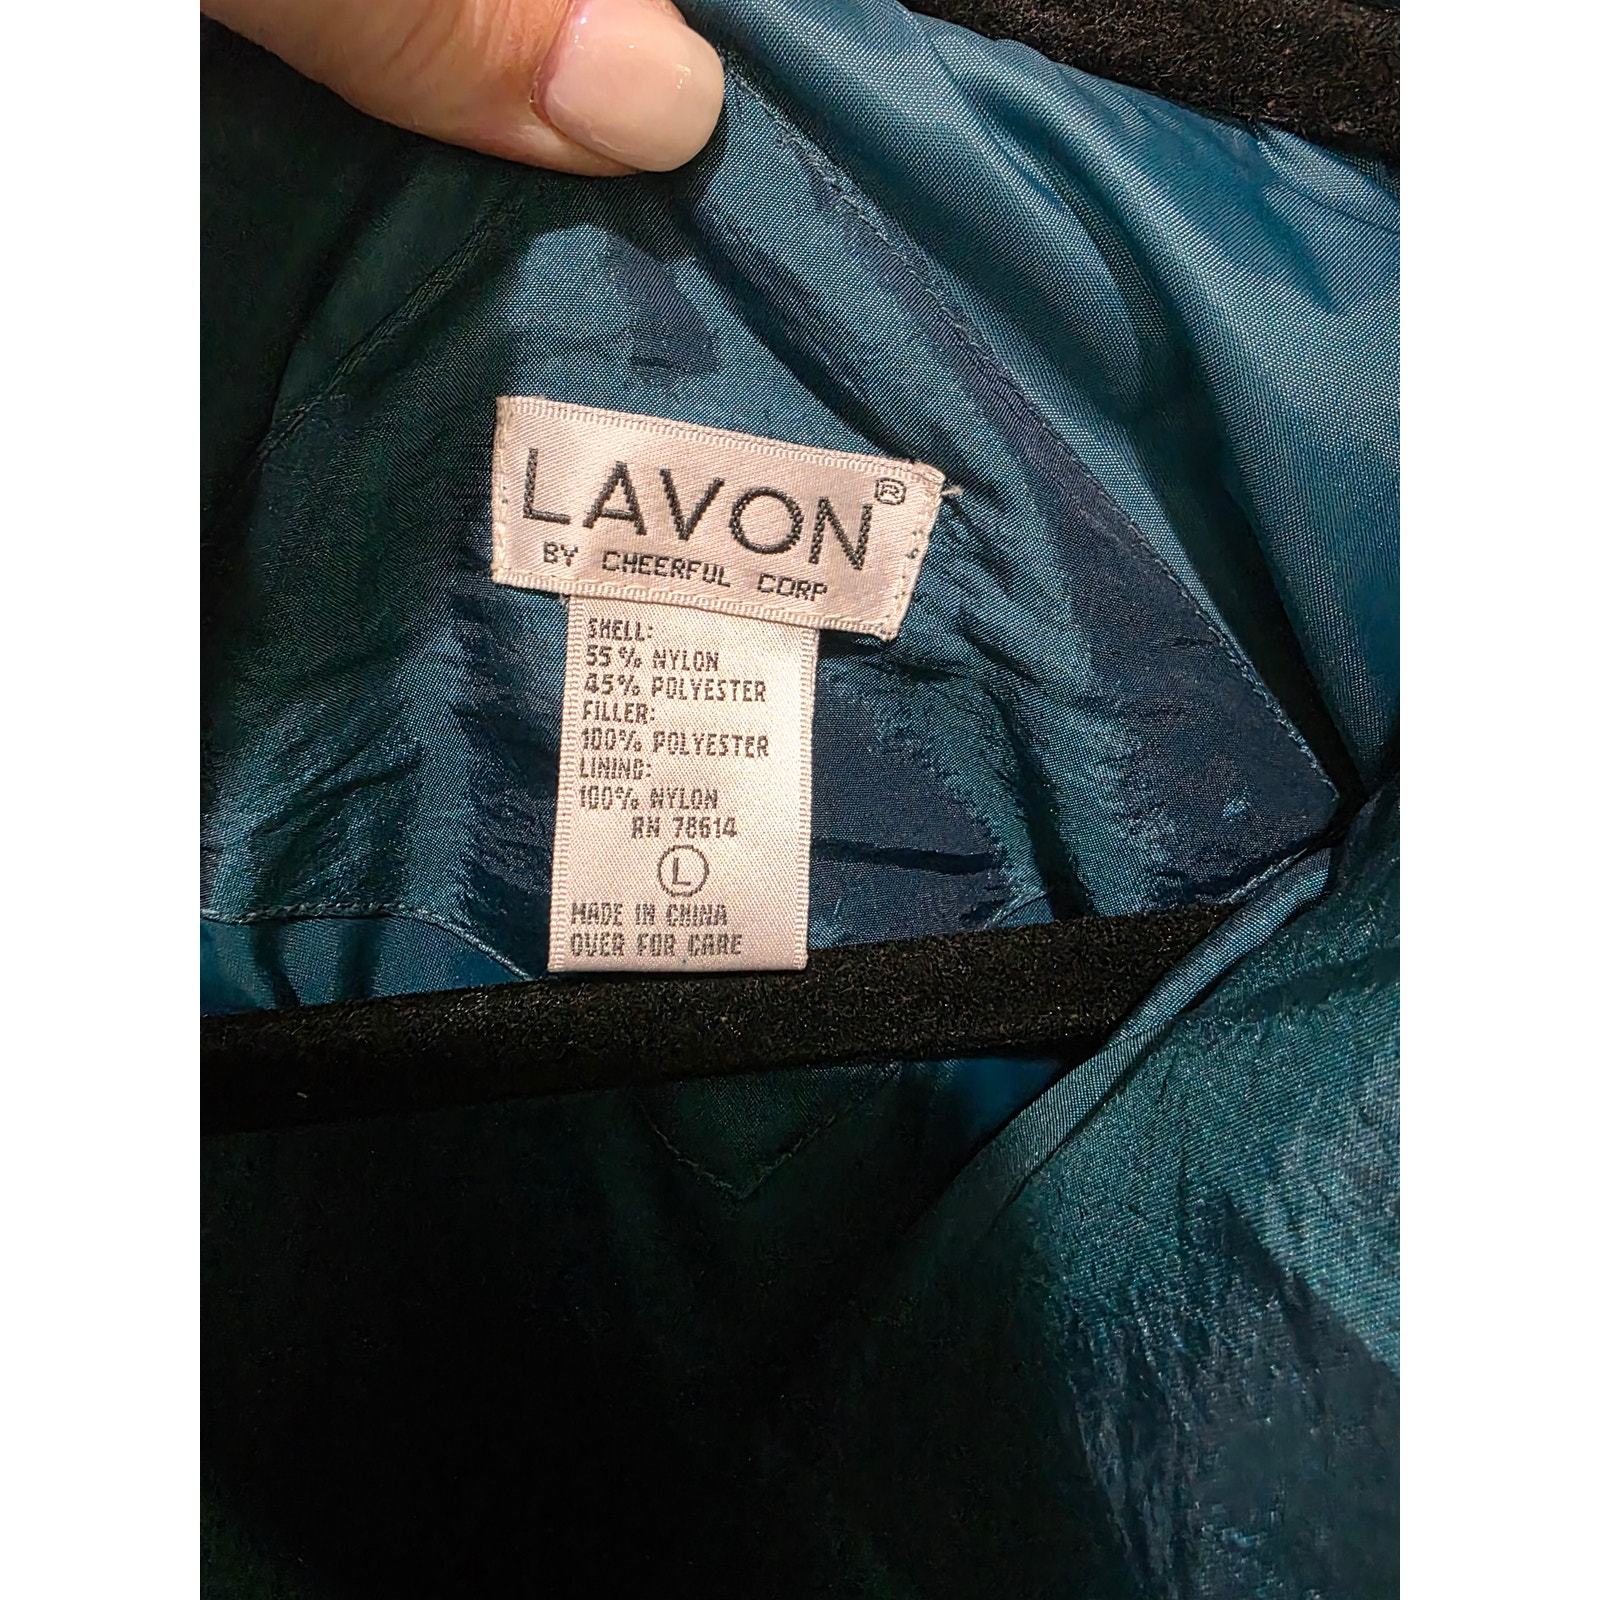 LAVON®
BY CHEERFUL CORP
SHELL:
55% NYLON
45% POLYESTER
FILLER:
100% POLYESTER
LINING:
100% NYLON
RN 78614
L
MADE IN CHINA
OVER FOR CARE